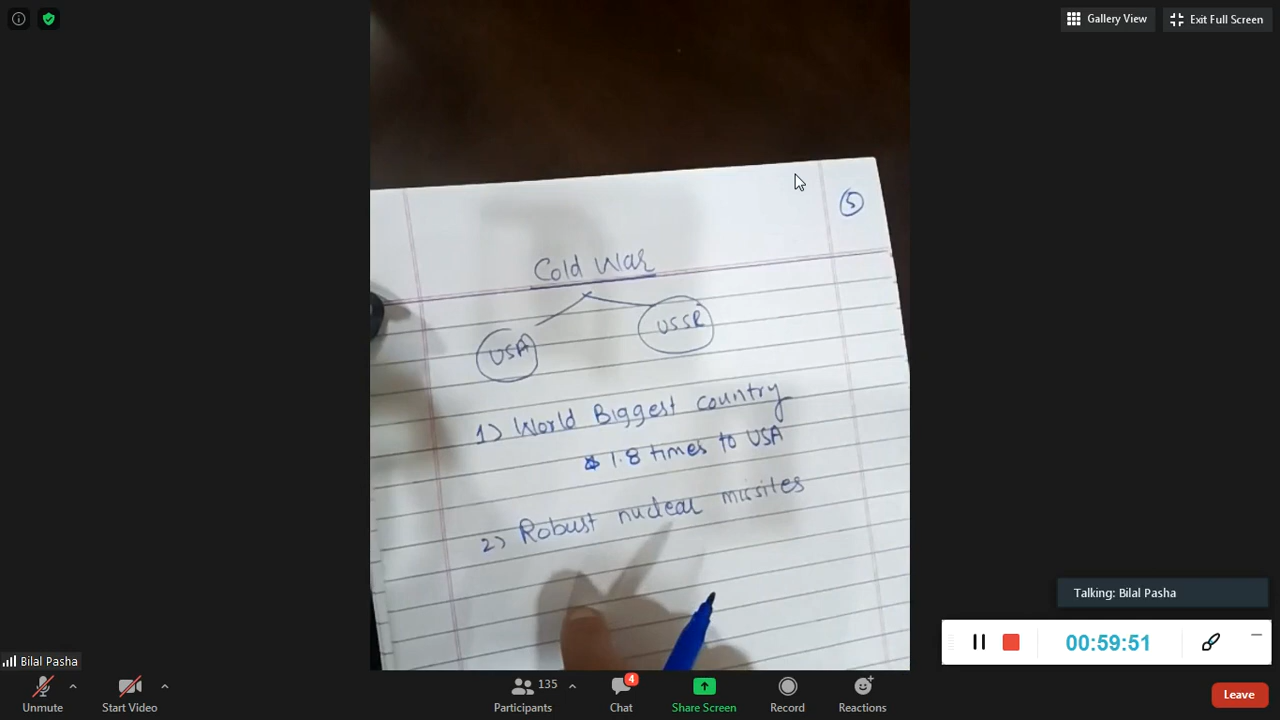 Gallery View
Exit Full Screen
5
Cold War
USA
USSR
1) World Biggest country
1.8 times to USA
2) Robust nuclear missiles
Talking: Bilal Pasha
00:59:51
Bilal Pasha
Unmute
Start Video
135
Participants
4
Chat
Share Screen
Record
Reactions
Leave